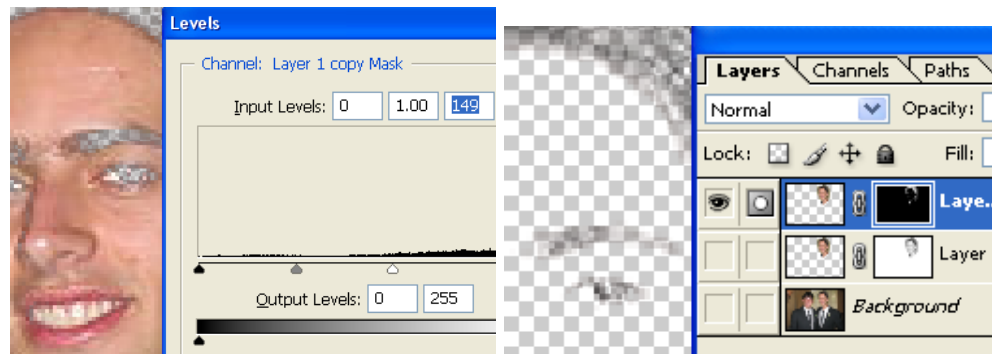 Levels
Channel: Layer 1 copy Mask
Input Levels: 0 1.00 149
Output Levels: 0 255
Layers Channels Paths
Normal Opacity:
Lock: Fill:
Laye..
Layer
Background